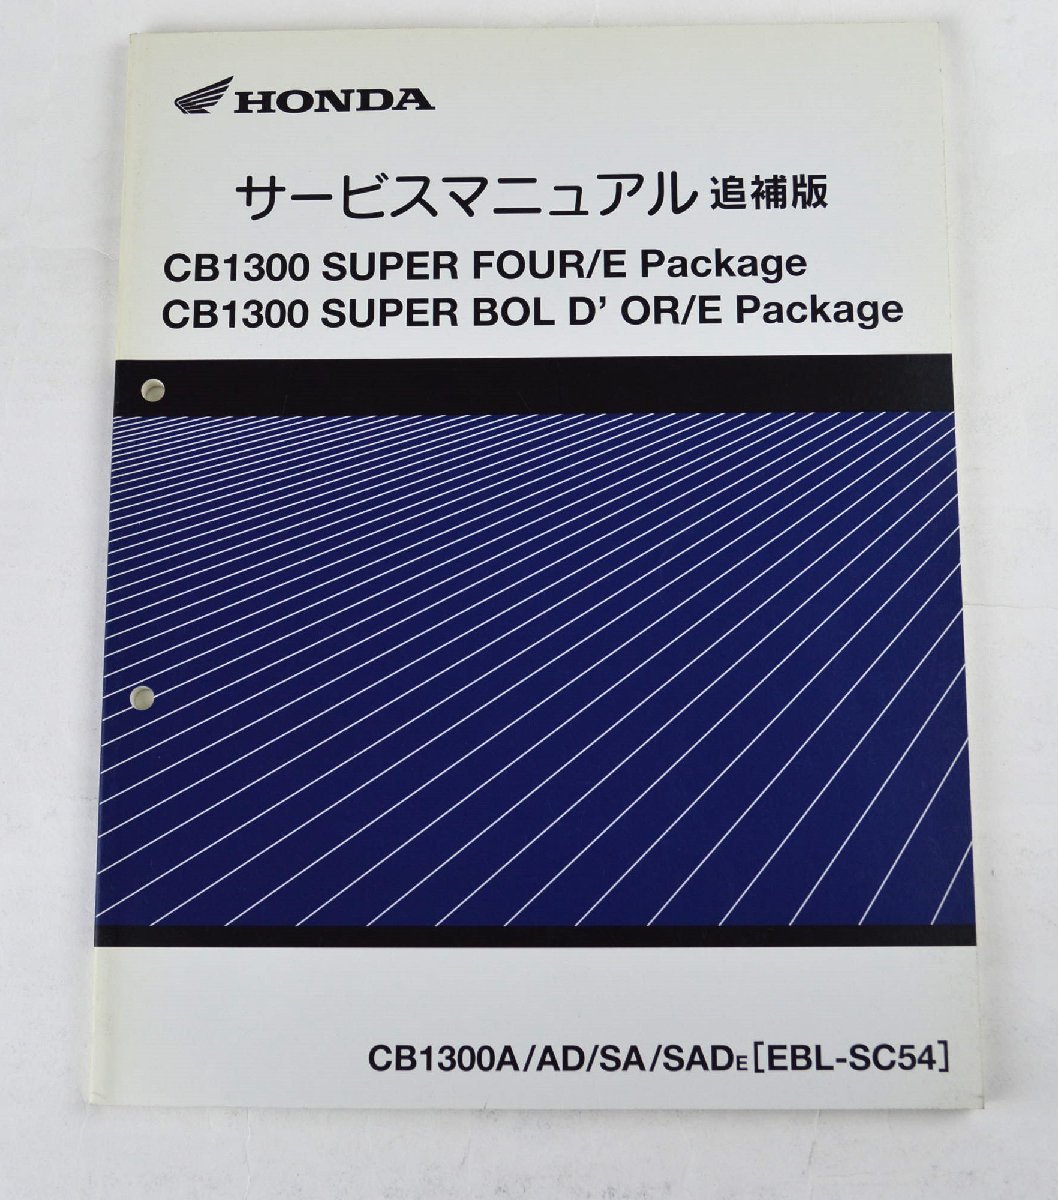 HONDA
サービスマニュアル 追補版
CB1300 SUPER FOUR/E Package
CB1300 SUPER BOL D' OR/E Package
CB1300A/AD/SA/SADE[EBL-SC54]